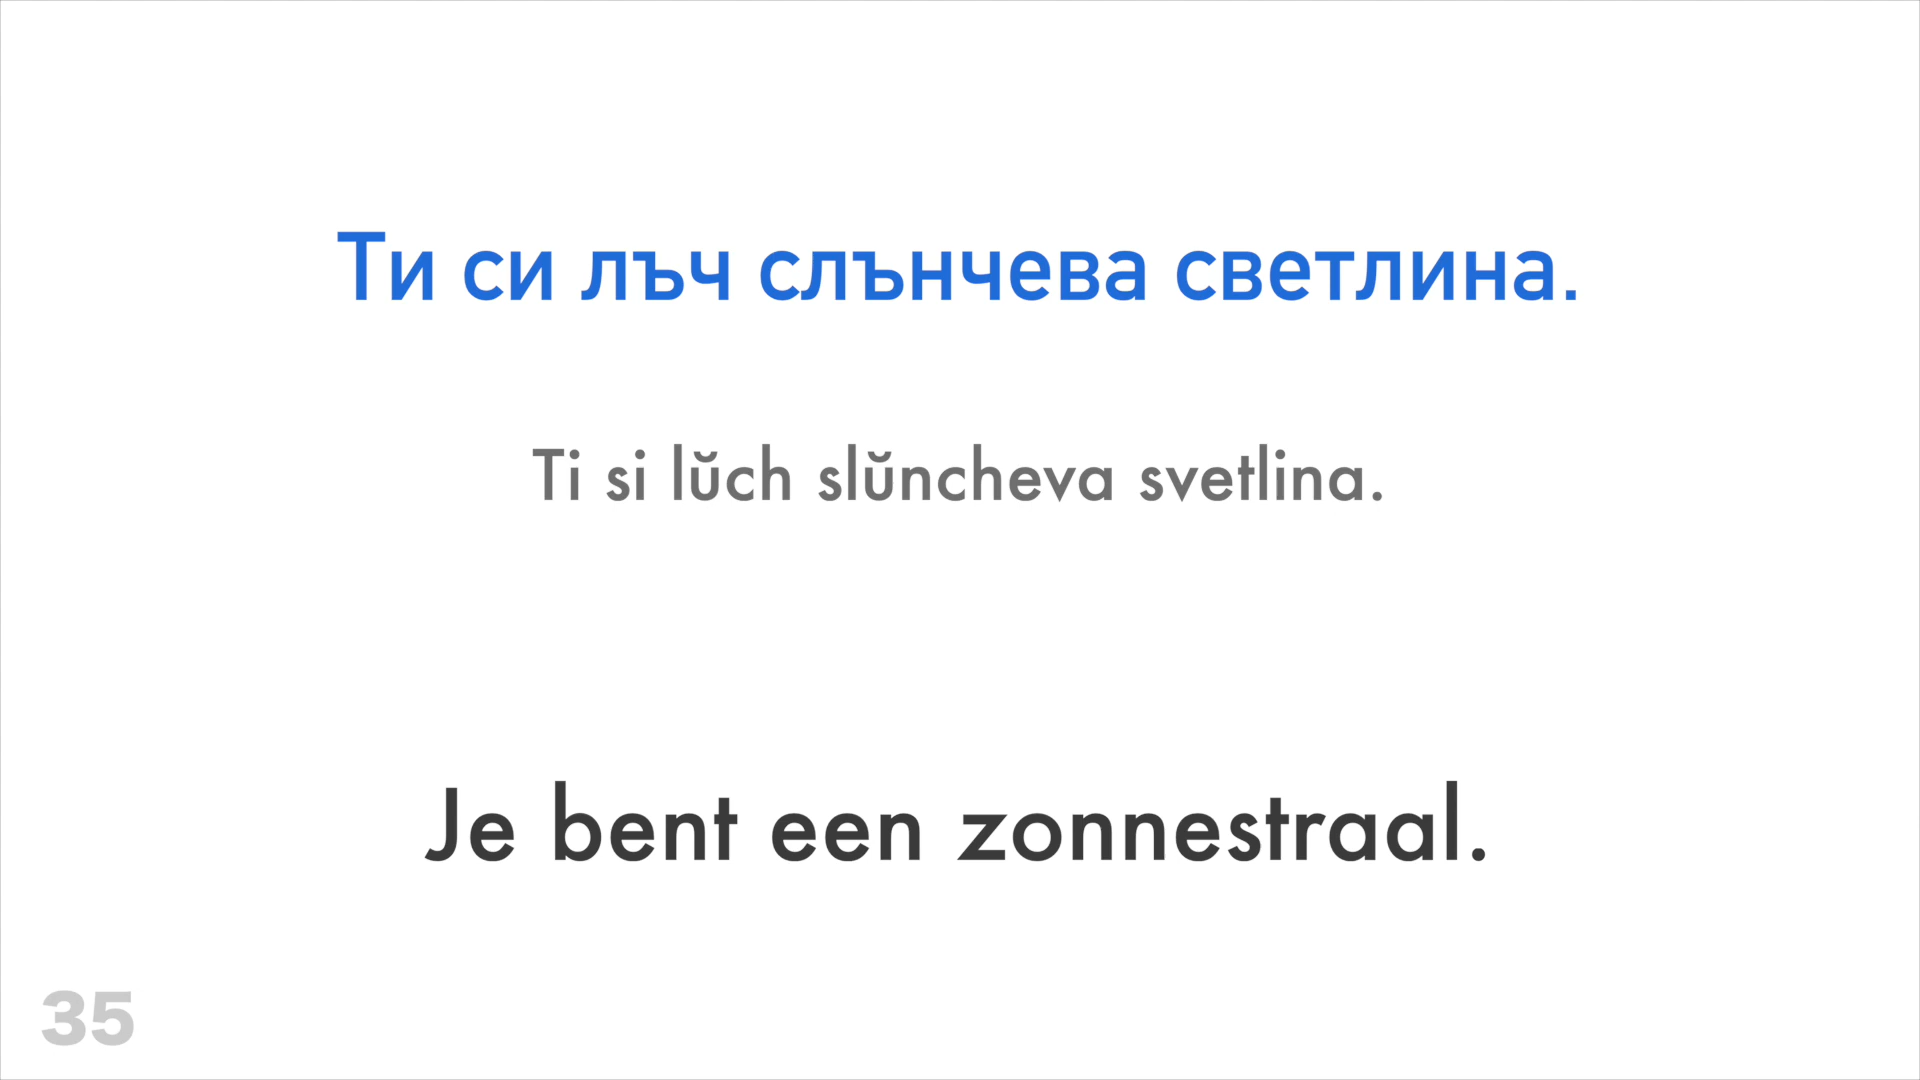 Ти си лъч слънчева светлина.
Ti si lŭch slŭncheva svetlina.
Je bent een zonnestraal.
35